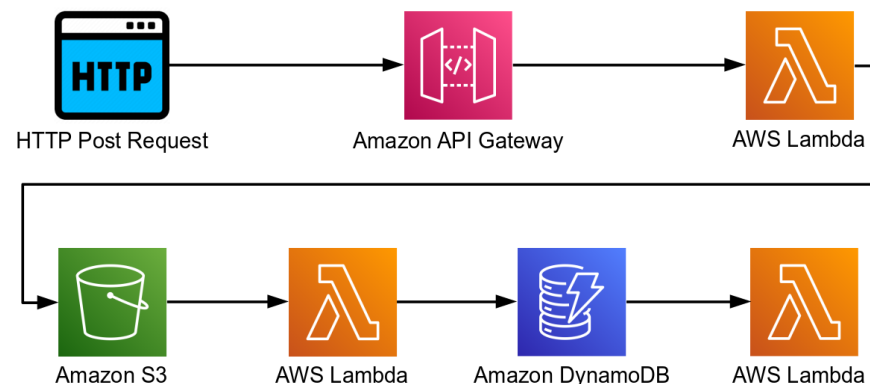 HTTP
HTTP Post Request
</>
Amazon API Gateway
AWS Lambda
Amazon S3
AWS Lambda
Amazon DynamoDB
AWS Lambda